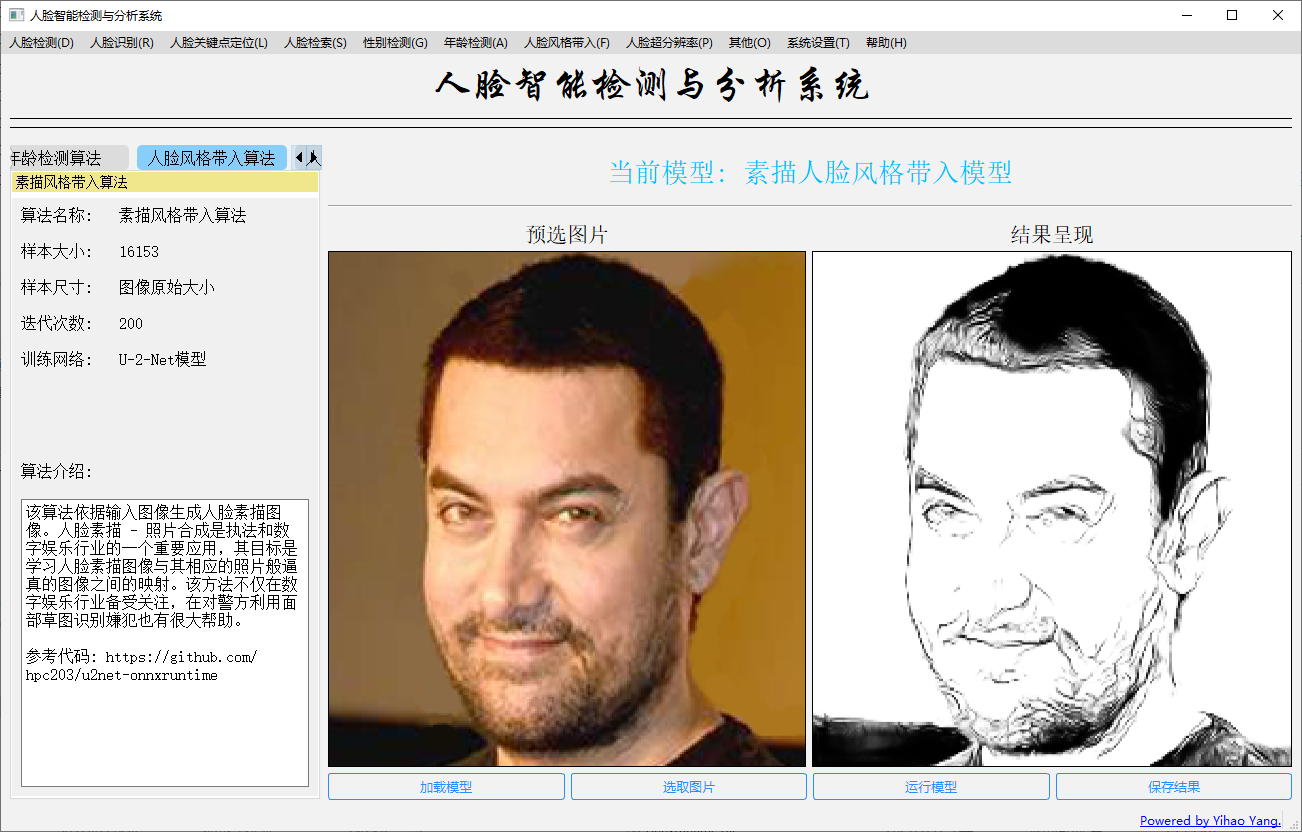 人脸智能检测与分析系统
人脸检测(D) 人脸识别(R) 人脸关键点定位(L) 人脸检索(S) 性别检测(G) 年龄检测(A) 人脸风格带入(F) 人脸超分辨率(P) 其他(O) 系统设置(T) 帮助(H)
人脸智能检测与分析系统
年龄检测算法 人脸风格带入算法 人
素描风格带入算法
算法名称: 素描风格带入算法
样本大小: 16153
样本尺寸: 图像原始大小
迭代次数: 200
训练网络: U-2-Net模型
算法介绍:
该算法依据输入图像生成人脸素描图
像。人脸素描 - 照片合成是执法和数
字娱乐行业的一个重要应用，其目标是
学习人脸素描图像与其相应的照片般逼
真的图像之间的映射。该方法不仅在数
字娱乐行业备受关注，在对警方利用面
部草图识别嫌犯也有很大帮助。
参考代码: https://github.com/
hpc203/u2net-onnxruntime
当前模型: 素描人脸风格带入模型
预选图片 结果呈现
加载模型 选取图片 运行模型 保存结果
Powered by Yihao Yang.